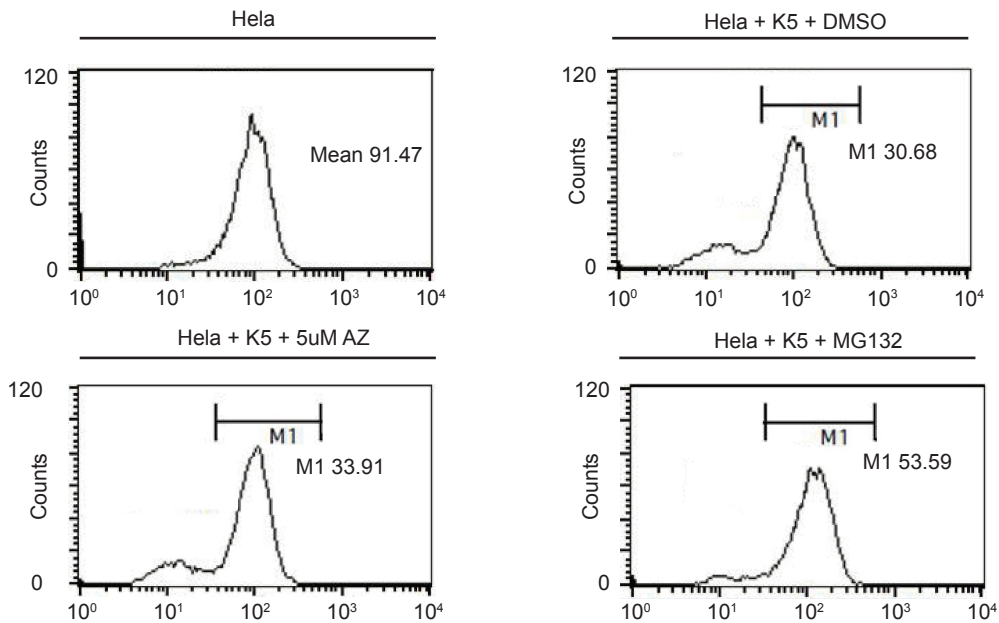 Hela
120
Counts
Mean 91.47
0
10⁰ 10¹ 10² 10³ 10⁴
Hela + K5 + DMSO
120
M1
Counts
M1 30.68
0
10⁰ 10¹ 10² 10³ 10⁴
Hela + K5 + 5uM AZ
120
M1
Counts
M1 33.91
0
10⁰ 10¹ 10² 10³ 10⁴
Hela + K5 + MG132
120
M1
Counts
M1 53.59
0
10⁰ 10¹ 10² 10³ 10⁴